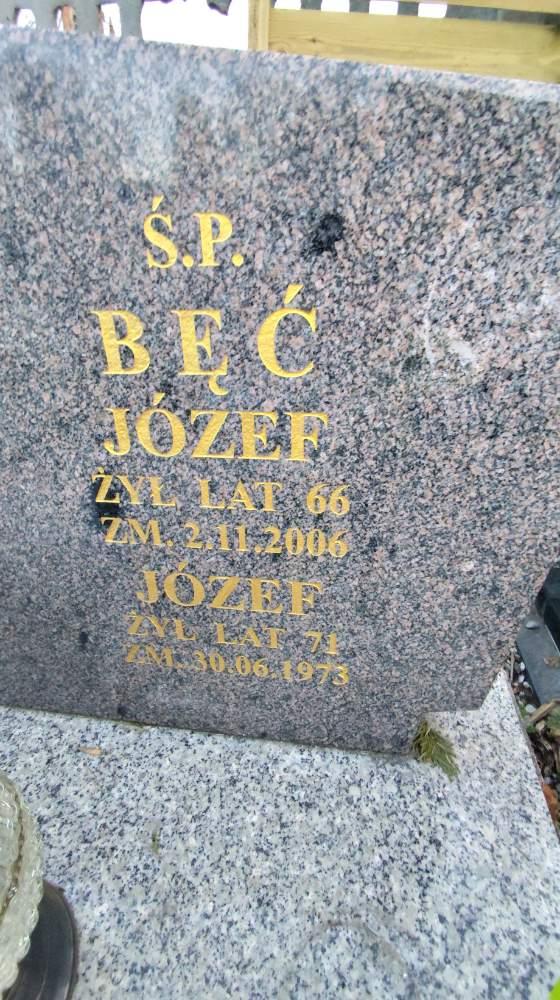 Ś.P.
BĘĆ
JÓZEF
ŻYŁ LAT 66
ZM. 2.11.2006
JÓZEF
ŻYŁ LAT 71
ZM. 30.06.1973